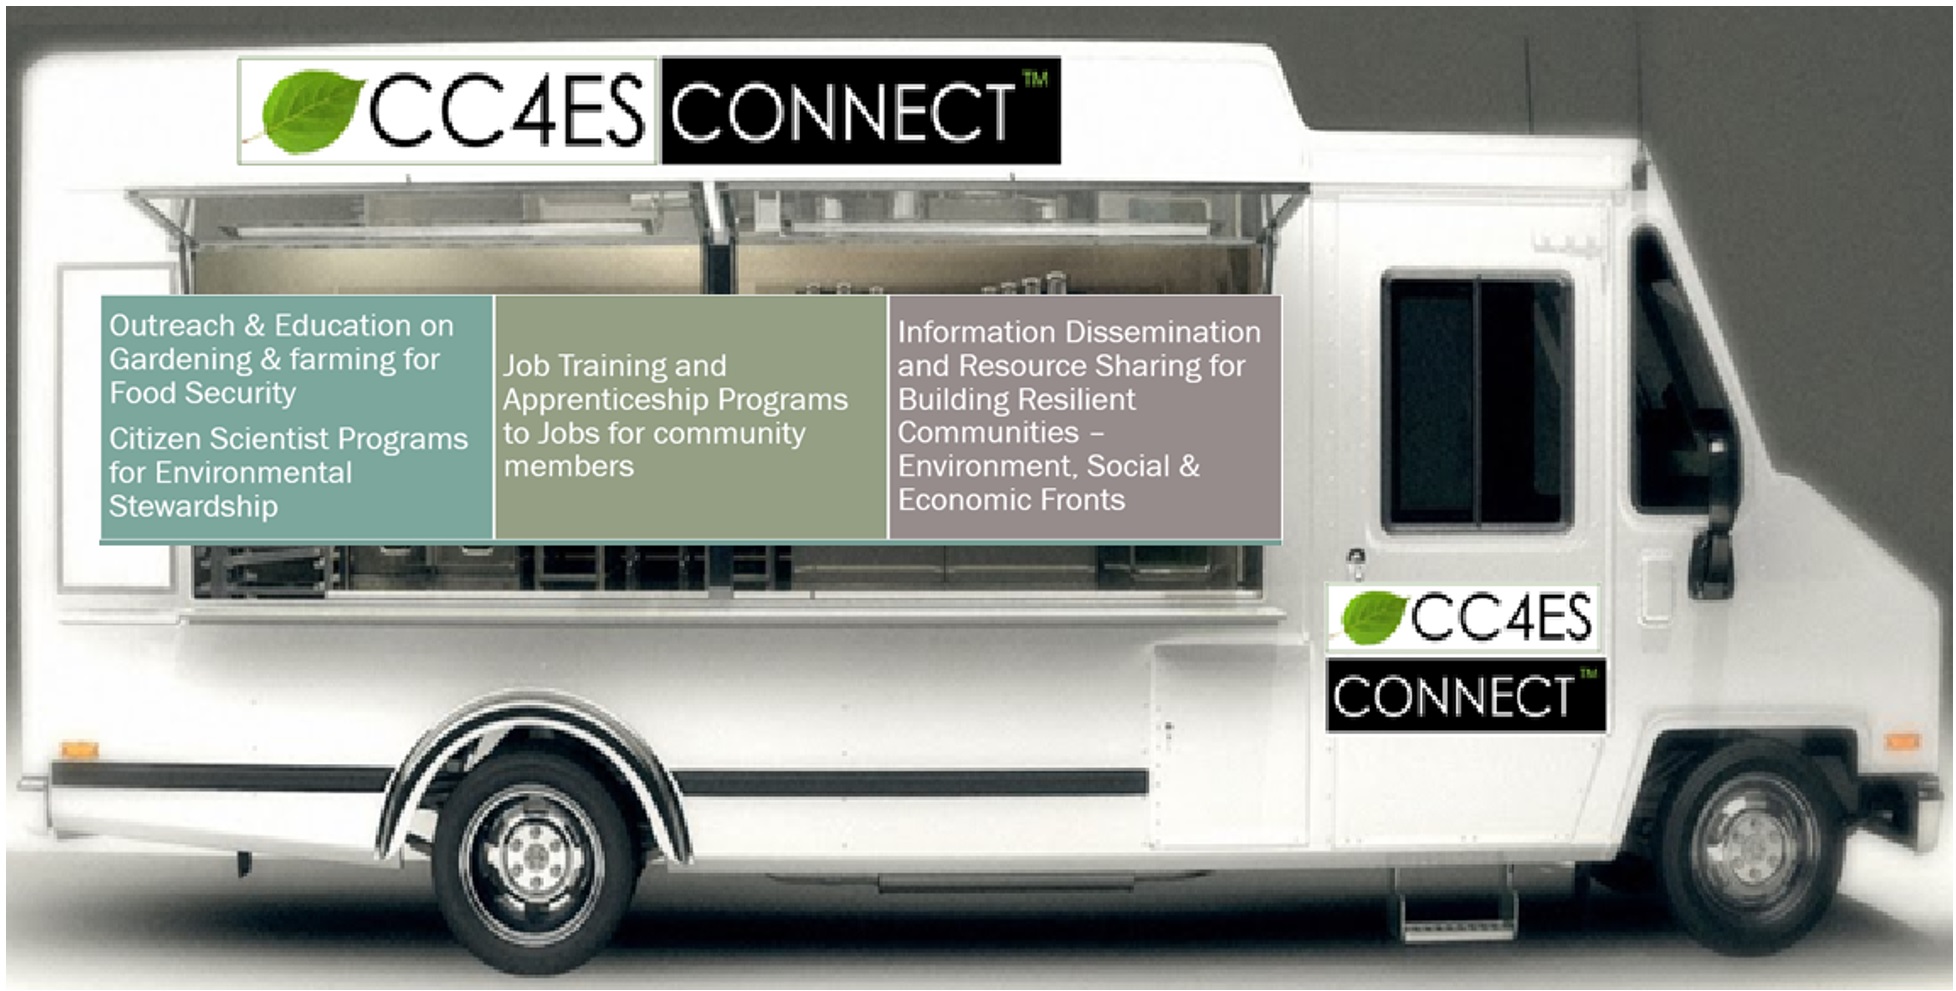 CC4ES CONNECT™
Outreach & Education on
Gardening & farming for
Food Security
Citizen Scientist Programs
for Environmental
Stewardship
Job Training and
Apprenticeship Programs
to Jobs for community
members
Information Dissemination
and Resource Sharing for
Building Resilient
Communities –
Environment, Social &
Economic Fronts
CC4ES
CONNECT™